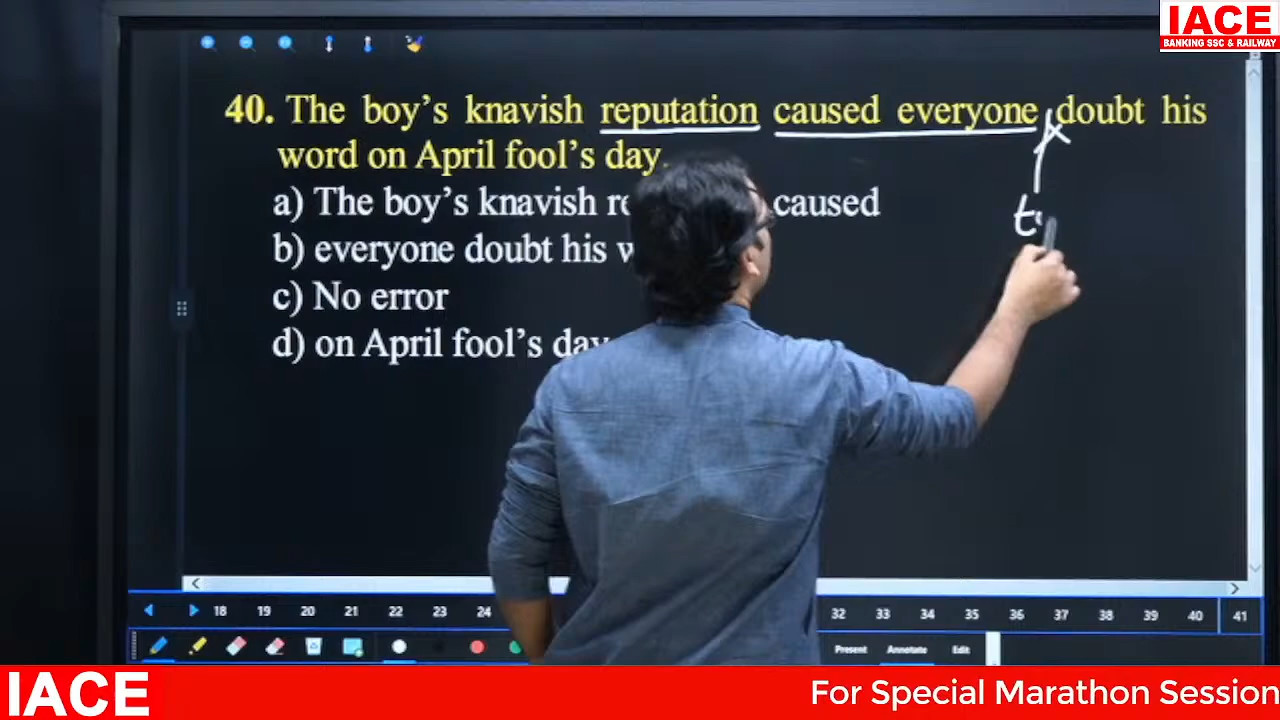 IACE
BANKING SSC & RAILWAY
40. The boy's knavish reputation caused everyone doubt his
word on April fool's day.
a) The boy's knavish caused
b) everyone doubt his
c) No error
d) on April fool's day
18 19 20 21 22 23 24 32 33 34 35 36 37 38 39 40 41
Present Annotate Edit
IACE
For Special Marathon Session